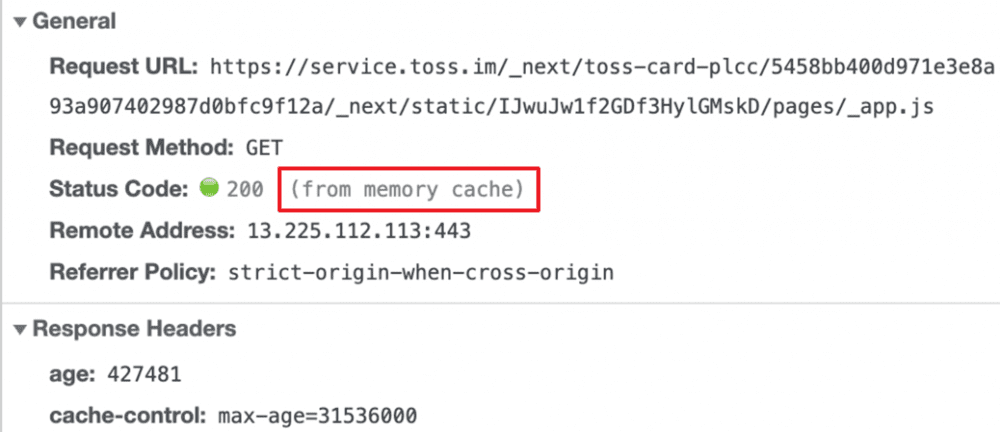 General
Request URL: https://service.toss.im/_next/toss-card-plcc/5458bb400d971e3e8a
93a907402987d0bfc9f12a/_next/static/IJwuJw1f2GDf3HylGMskD/pages/_app.js
Request Method: GET
Status Code: 200 (from memory cache)
Remote Address: 13.225.112.113:443
Referrer Policy: strict-origin-when-cross-origin
Response Headers
age: 427481
cache-control: max-age=31536000